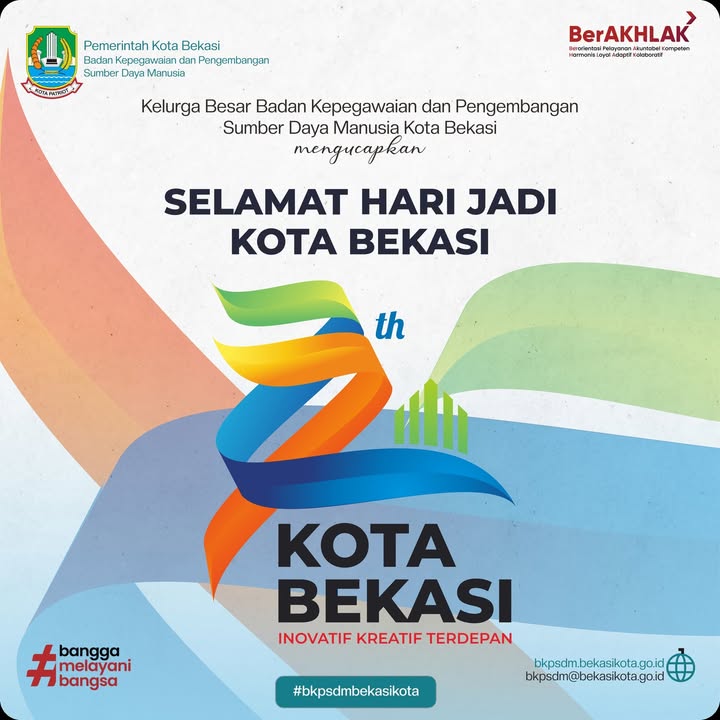 Pemerintah Kota Bekasi
Badan Kepegawaian dan Pengembangan
Sumber Daya Manusia
KOTA PATRIOT
BerAKHLAK
Berorientasi Pelayanan Akuntabel Kompeten
Harmonis Loyal Adaptif Kolaboratif
Kelurga Besar Badan Kepegawaian dan Pengembangan
Sumber Daya Manusia Kota Bekasi
mengucapkan
SELAMAT HARI JADI
KOTA BEKASI
th
KOTA
BEKASI
INOVATIF KREATIF TERDEPAN
#bangga
melayani
bangsa
bkpsdm.bekasikota.go.id
bkpsdm@bekasikota.go.id
#bkpsdmbekasikota